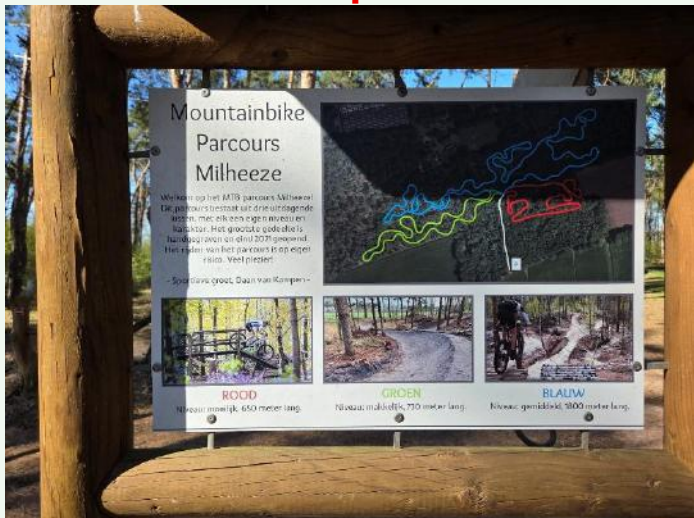 Mountainbike
Parcours
Milheeze
Welkom op het MTB parcours Milheeze!
Dit parcours bestaat uit drie uitdagende
lussen, met elk een eigen niveau en
karakter. Het grootste gedeelte is
handgegraven en eind 2021 geopend.
Het rijden van het parcours is op eigen
risico. Veel plezier!
- Sportieve groet, Daan van Kampen -
ROOD
Niveau: moeilijk, 650 meter lang.
GROEN
Niveau: makkelijk, 730 meter lang.
BLAUW
Niveau: gemiddeld, 1800 meter lang.